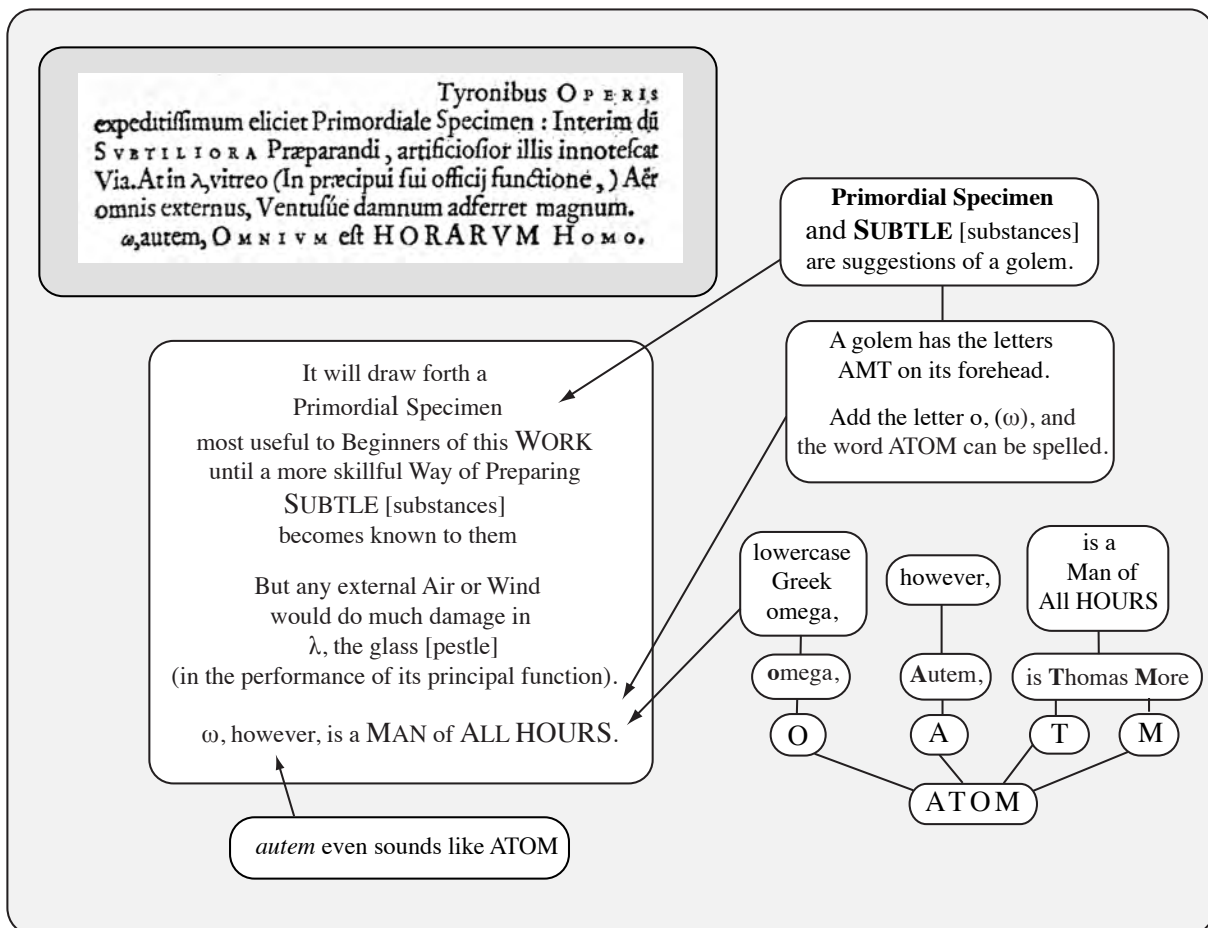 Tyronibus OPERIS
expeditiſſimum eliciet Primordiale Specimen : Interim dū
SVBTILIORA Præparandi, artificioſior illis innoteſcat
Via. At in λ, vitreo (In præcipui ſui officij functione, ) Aër
omnis externus, Ventuſúe damnum adferret magnum.
ω, autem, OMNIVM eſt HORARVM HOMO.
Primordial Specimen
and SUBTLE [substances]
are suggestions of a golem.
A golem has the letters
AMT on its forehead.
Add the letter o, (ω), and
the word ATOM can be spelled.
It will draw forth a
Primordial Specimen
most useful to Beginners of this WORK
until a more skillful Way of Preparing
SUBTLE [substances]
becomes known to them
But any external Air or Wind
would do much damage in
λ, the glass [pestle]
(in the performance of its principal function).
ω, however, is a MAN of ALL HOURS.
autem even sounds like ATOM
lowercase
Greek
omega,
however,
is a
Man of
All HOURS
omega,
Autem,
is Thomas More
O
A
T
M
ATOM